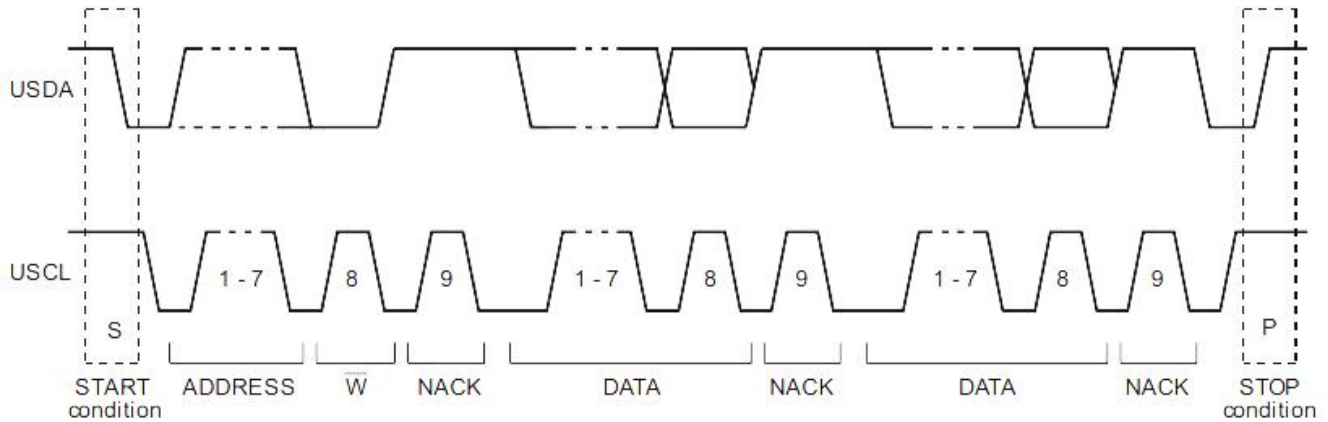 USDA
USCL
1 - 7
8
9
1 - 7
8
9
1 - 7
8
9
S
P
START
condition
ADDRESS
W̅
NACK
DATA
NACK
DATA
NACK
STOP
condition